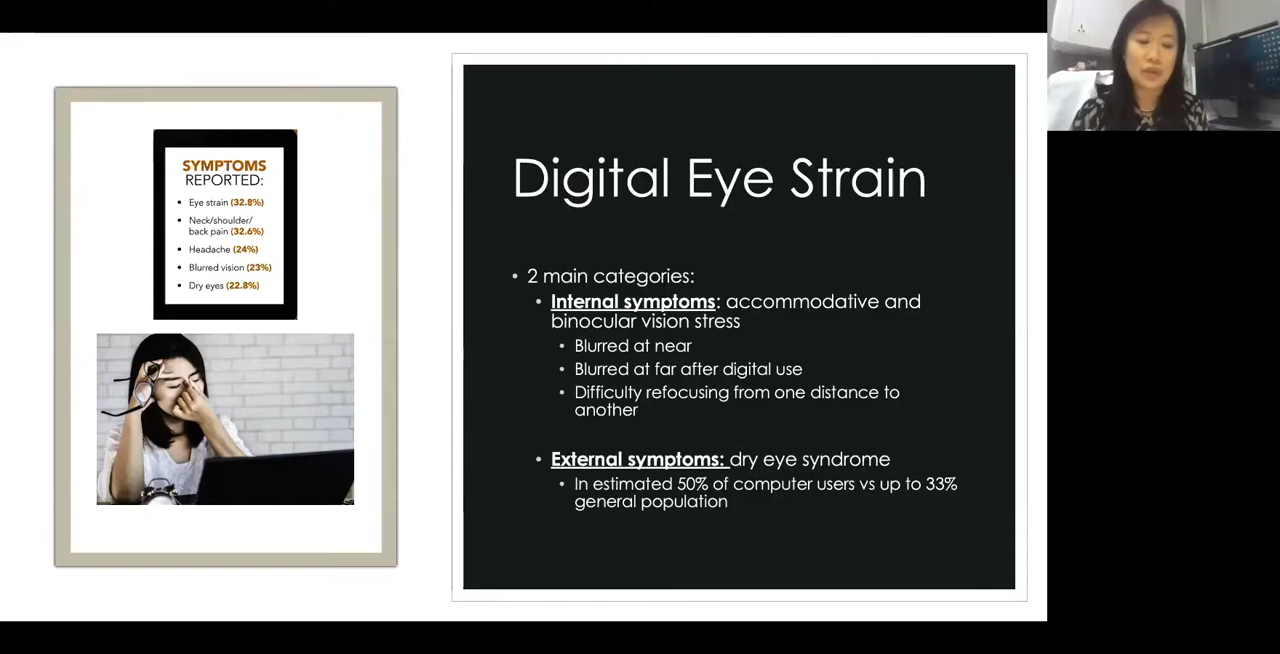 SYMPTOMS
REPORTED:
• Eye strain (32.8%)
• Neck/shoulder/
back pain (32.6%)
• Headache (24%)
• Blurred vision (23%)
• Dry eyes (22.8%)
Digital Eye Strain
• 2 main categories:
• Internal symptoms: accommodative and
binocular vision stress
• Blurred at near
• Blurred at far after digital use
• Difficulty refocusing from one distance to
another
• External symptoms: dry eye syndrome
• In estimated 50% of computer users vs up to 33%
general population